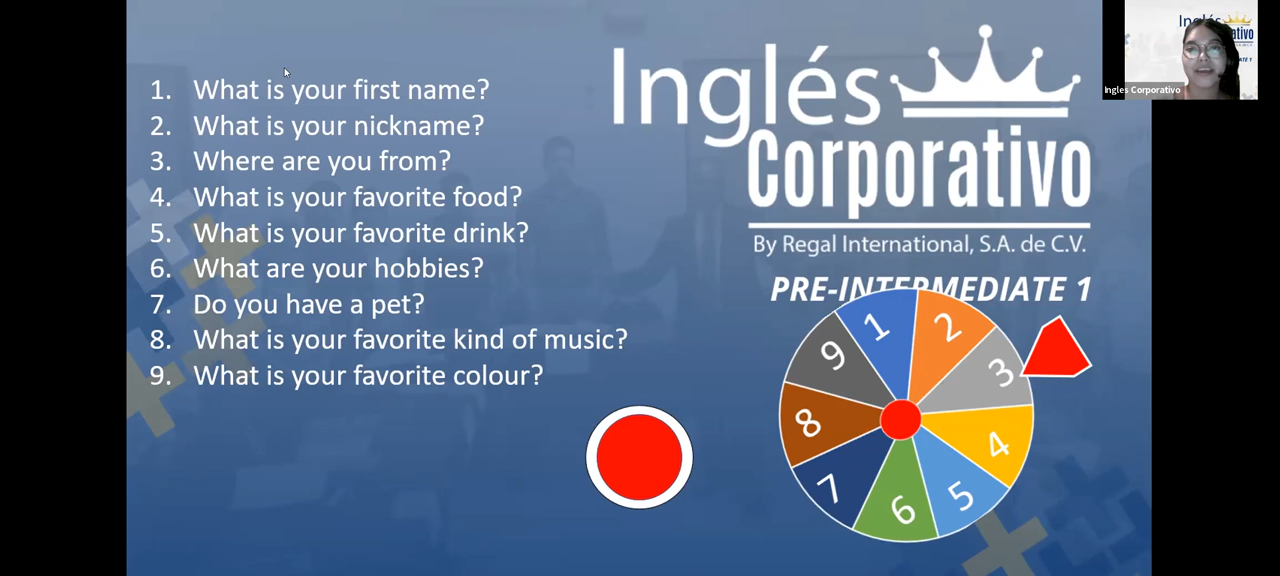 1. What is your first name?
2. What is your nickname?
3. Where are you from?
4. What is your favorite food?
5. What is your favorite drink?
6. What are your hobbies?
7. Do you have a pet?
8. What is your favorite kind of music?
9. What is your favorite colour?
Inglés
Corporativo
By Regal International, S.A. de C.V.
PRE-INTERMEDIATE 1
1
2
3
4
5
6
7
8
9
Inglés
Ingles Corporativo